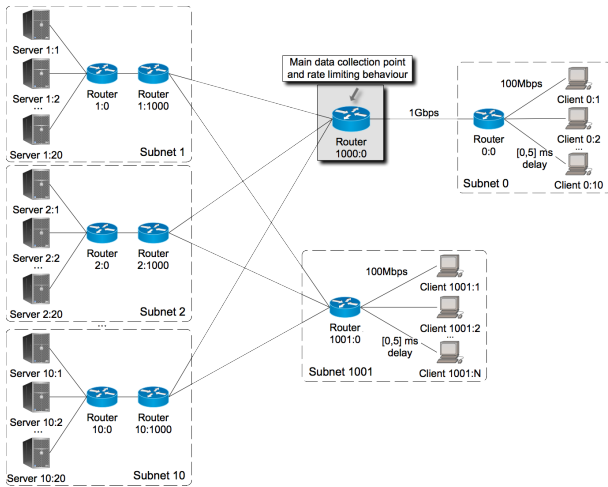 Server 1:1
Server 1:2
...
Server 1:20
Router
1:0
Router
1:1000
Subnet 1
Server 2:1
Server 2:2
...
Server 2:20
Router
2:0
Router
2:1000
Subnet 2
...
Server 10:1
Server 10:2
...
Server 10:20
Router
10:0
Router
10:1000
Subnet 10
Main data collection point
and rate limiting behaviour
Router
1000:0
1Gbps
Router
0:0
100Mbps
[0,5] ms
delay
Client 0:1
Client 0:2
...
Client 0:10
Subnet 0
Router
1001:0
100Mbps
[0,5] ms
delay
Client 1001:1
Client 1001:2
...
Client 1001:N
Subnet 1001